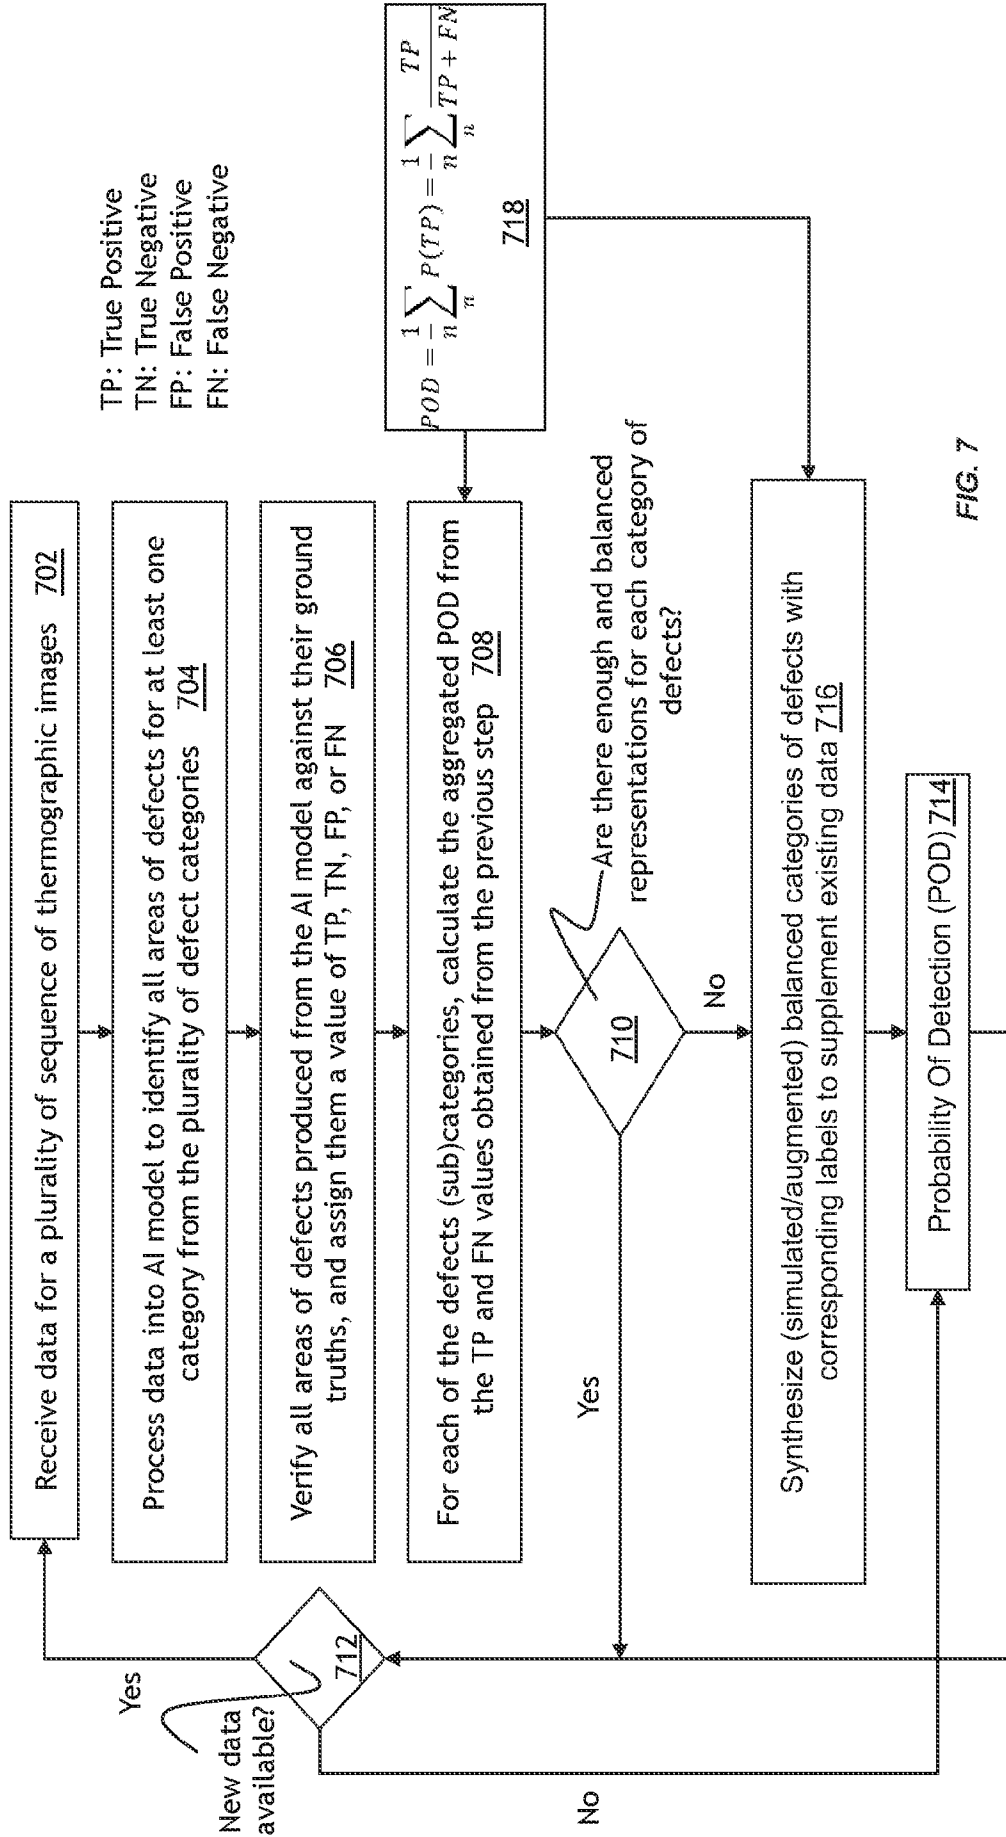 Receive data for a plurality of sequence of thermographic images 702
Process data into AI model to identify all areas of defects for at least one
category from the plurality of defect categories 704
Verify all areas of defects produced from the AI model against their ground
truths, and assign them a value of TP, TN, FP, or FN 706
For each of the defects (sub)categories, calculate the aggregated POD from
the TP and FN values obtained from the previous step 708
710
Are there enough and balanced
representations for each category of
defects?
Yes
No
Synthesize (simulated/augmented) balanced categories of defects with
corresponding labels to supplement existing data 716
Probability Of Detection (POD) 714
New data
available?
712
Yes
No
TP: True Positive
TN: True Negative
FP: False Positive
FN: False Negative
POD = 1/n ∑n P(TP) = 1/n ∑n TP/TP + FN
718
FIG. 7